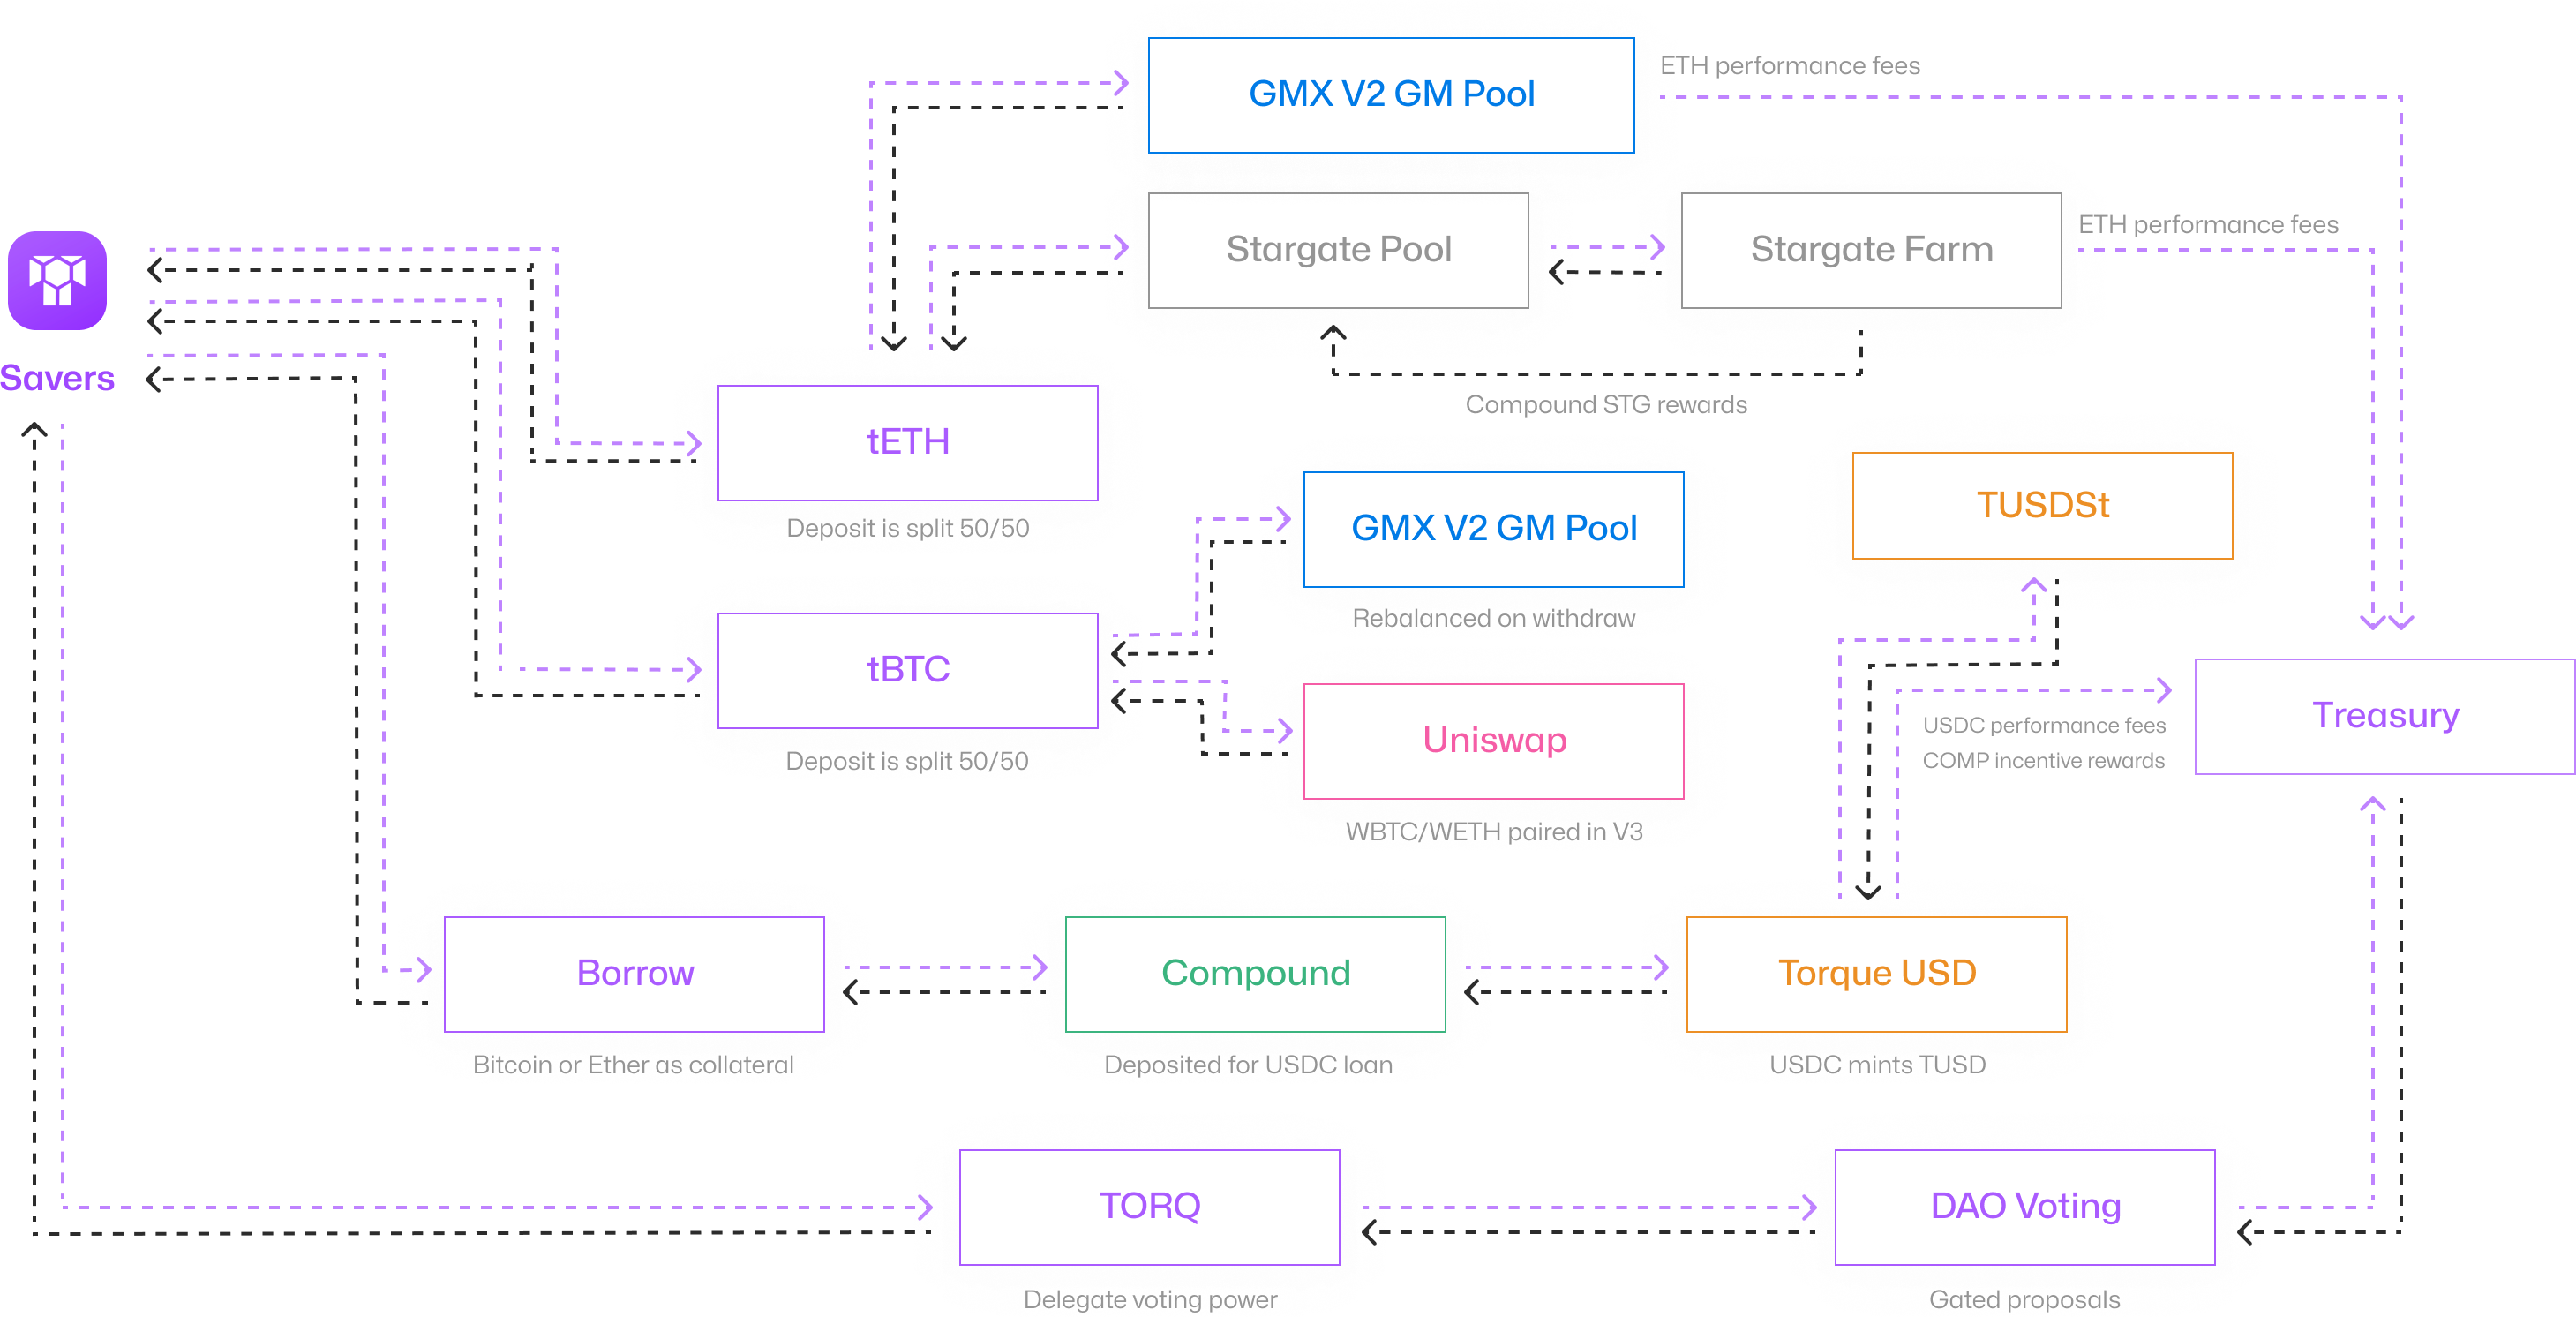 GMX V2 GM Pool
ETH performance fees
Stargate Pool
Stargate Farm
ETH performance fees
Savers
Compound STG rewards
tETH
Deposit is split 50/50
GMX V2 GM Pool
Rebalanced on withdraw
TUSDSt
tBTC
Deposit is split 50/50
Uniswap
WBTC/WETH paired in V3
USDC performance fees
COMP incentive rewards
Treasury
Borrow
Bitcoin or Ether as collateral
Compound
Deposited for USDC loan
Torque USD
USDC mints TUSD
TORQ
Delegate voting power
DAO Voting
Gated proposals